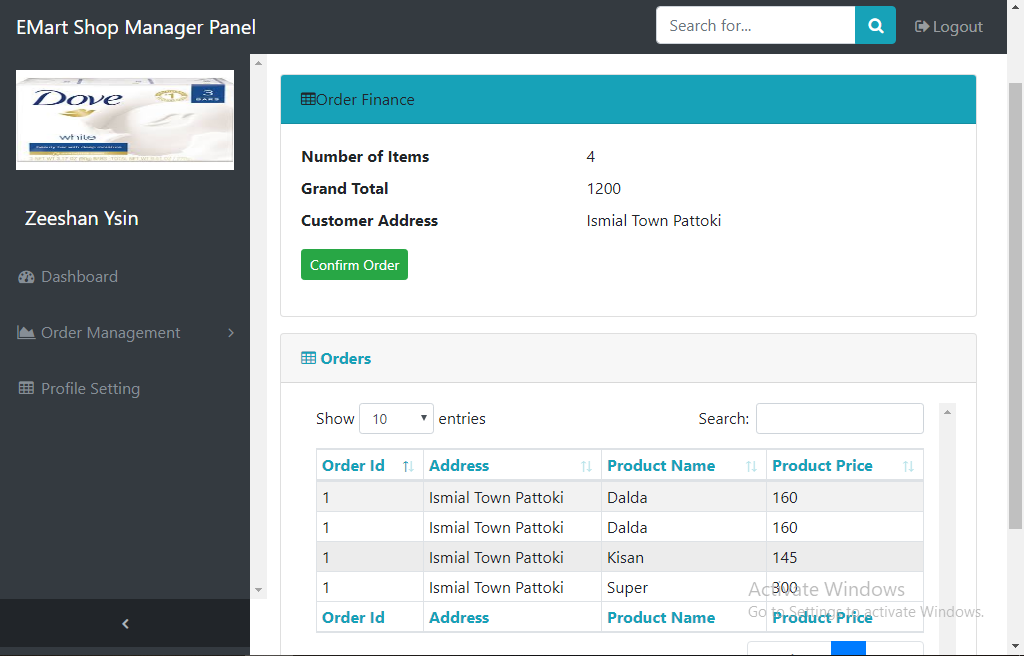 EMart Shop Manager Panel
Search for...
Logout
Dove
#1
3
BARS
white
Zeeshan Ysin
Dashboard
Order Management
Profile Setting
Order Finance
Number of Items 4
Grand Total 1200
Customer Address Ismial Town Pattoki
Confirm Order
Orders
Show 10 entries Search:
Order Id Address Product Name Product Price
1 Ismial Town Pattoki Dalda 160
1 Ismial Town Pattoki Dalda 160
1 Ismial Town Pattoki Kisan 145
1 Ismial Town Pattoki Super 300
Order Id Address Product Name Product Price
Activate Windows
Go to Settings to activate Windows.